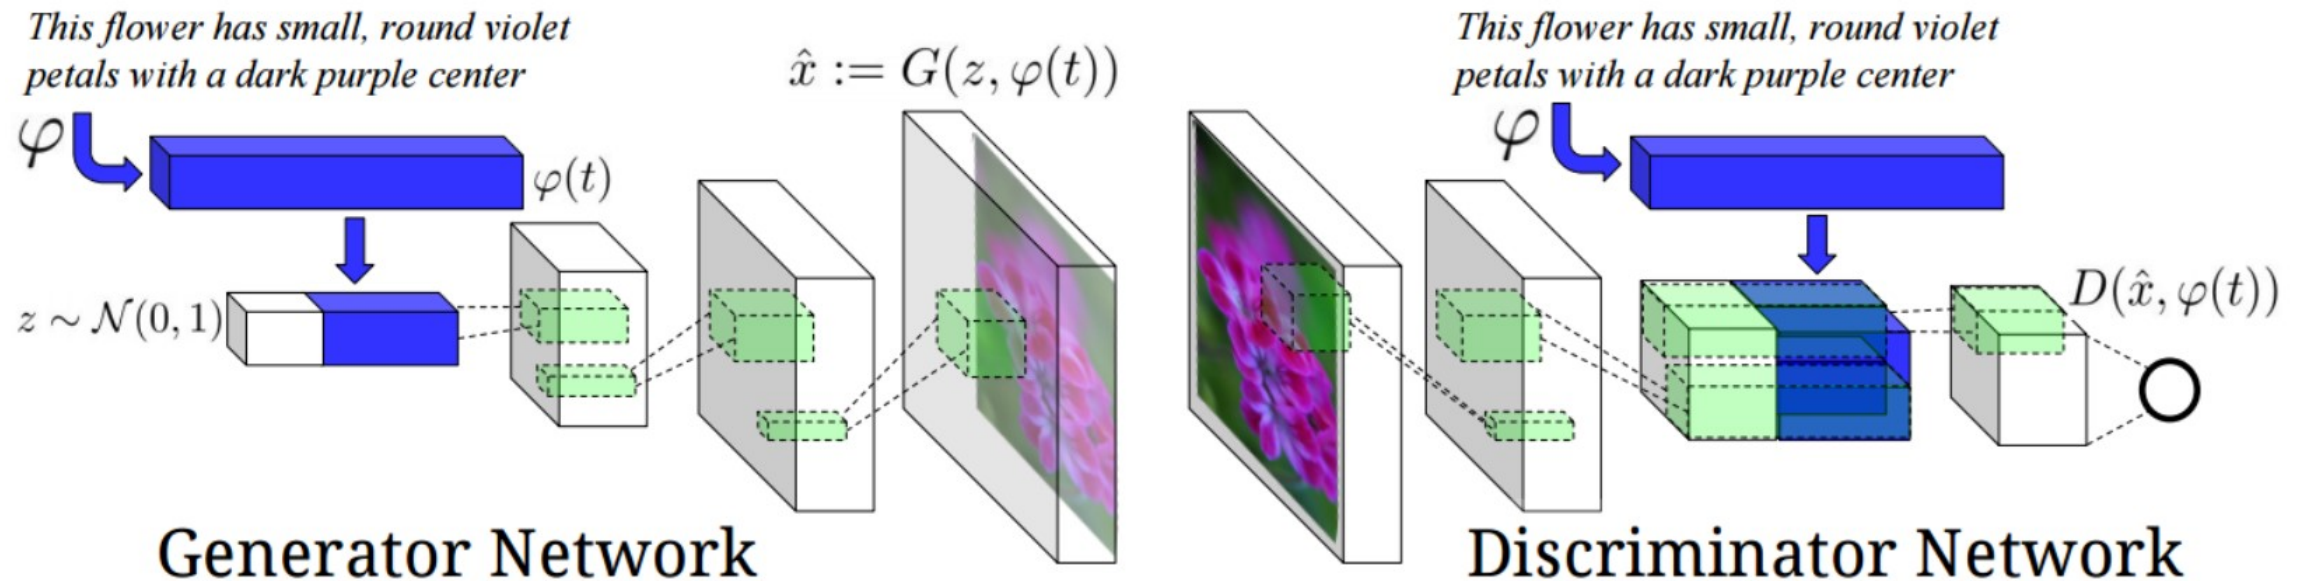 This flower has small, round violet
petals with a dark purple center
φ
φ(t)
z ~ N(0, 1)
x̂ := G(z, φ(t))
Generator Network
This flower has small, round violet
petals with a dark purple center
φ
D(x̂, φ(t))
Discriminator Network